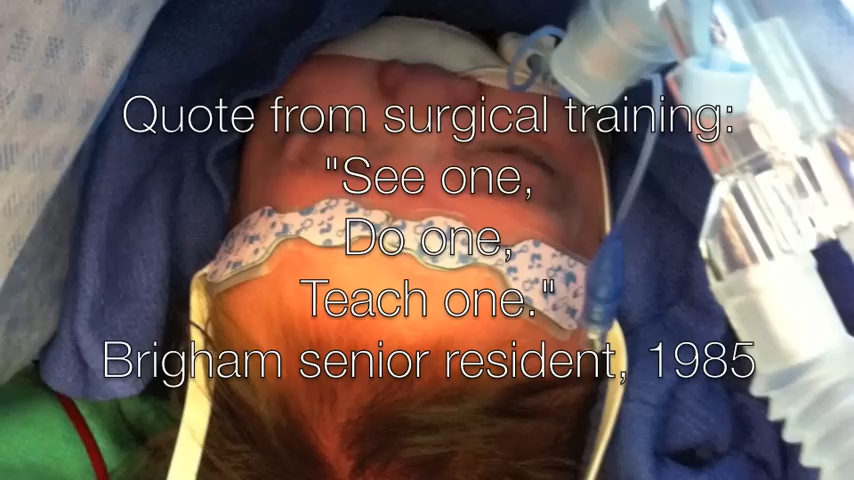 Quote from surgical training:
"See one,
Do one,
Teach one."
Brigham senior resident, 1985